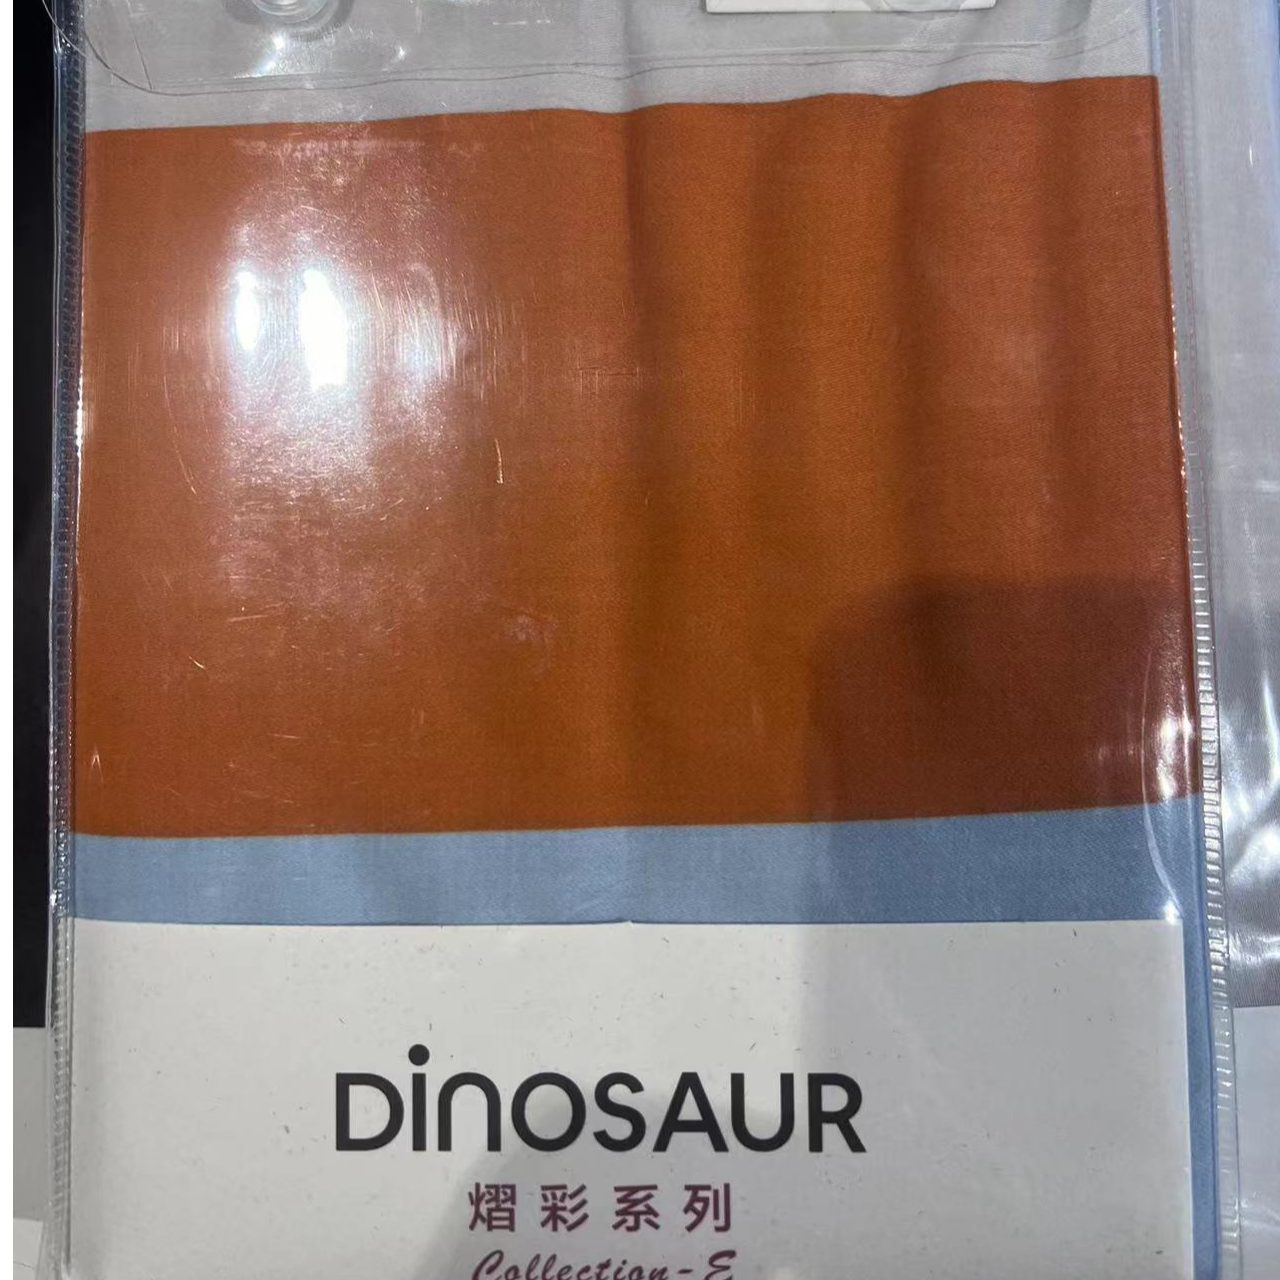 DINOSAUR
熠彩系列
Collection-E